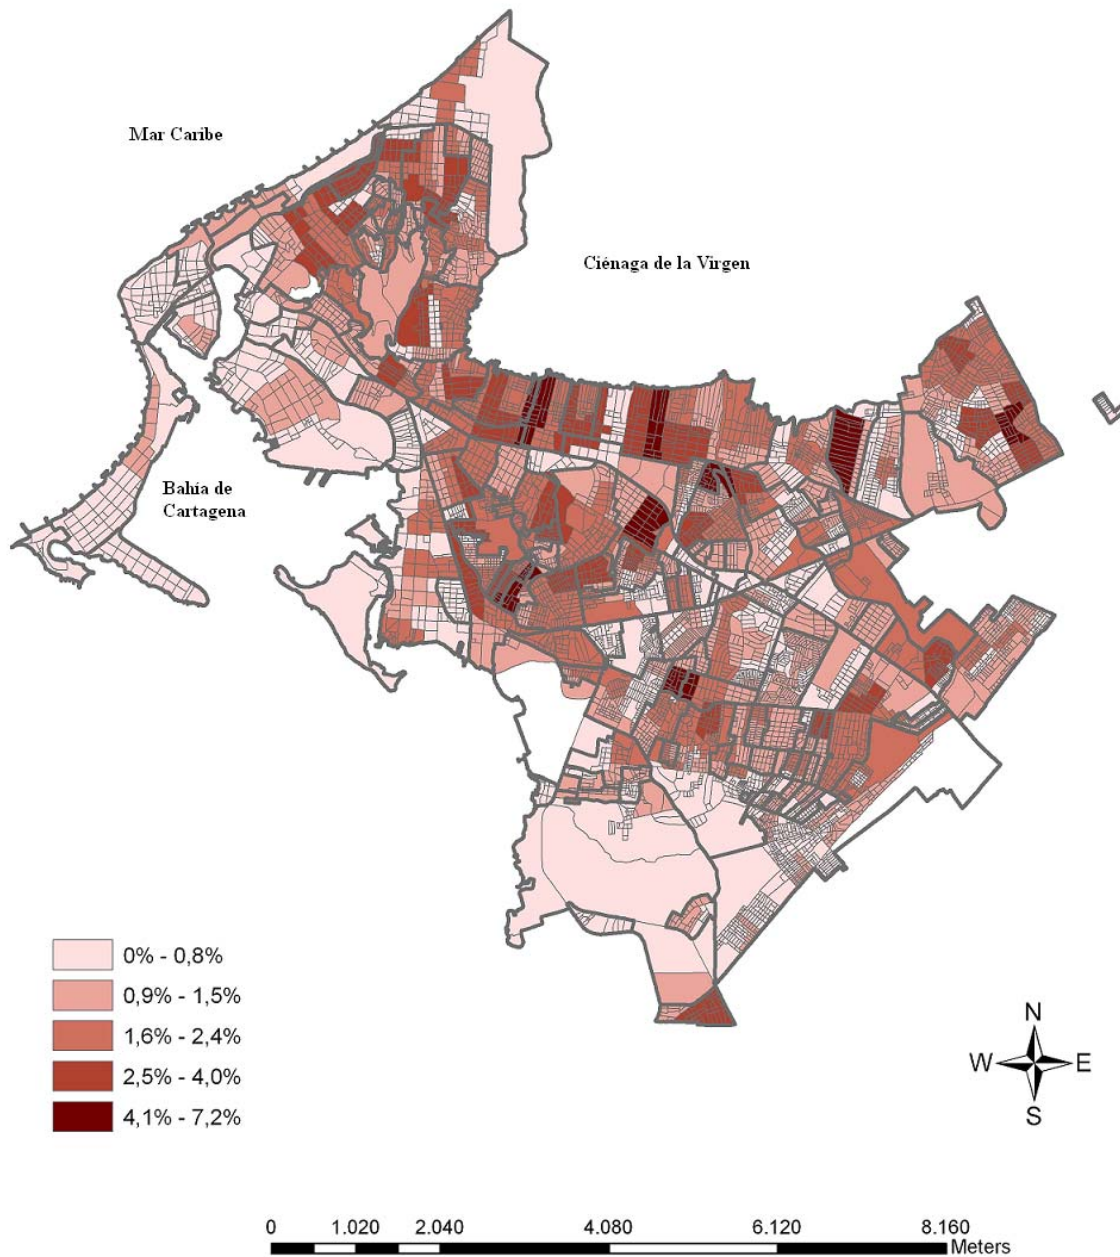 Mar Caribe
Ciénaga de la Virgen
Bahía de
Cartagena
0% - 0,8%
0,9% - 1,5%
1,6% - 2,4%
2,5% - 4,0%
4,1% - 7,2%
N
W E
S
0 1.020 2.040 4.080 6.120 8.160
Meters